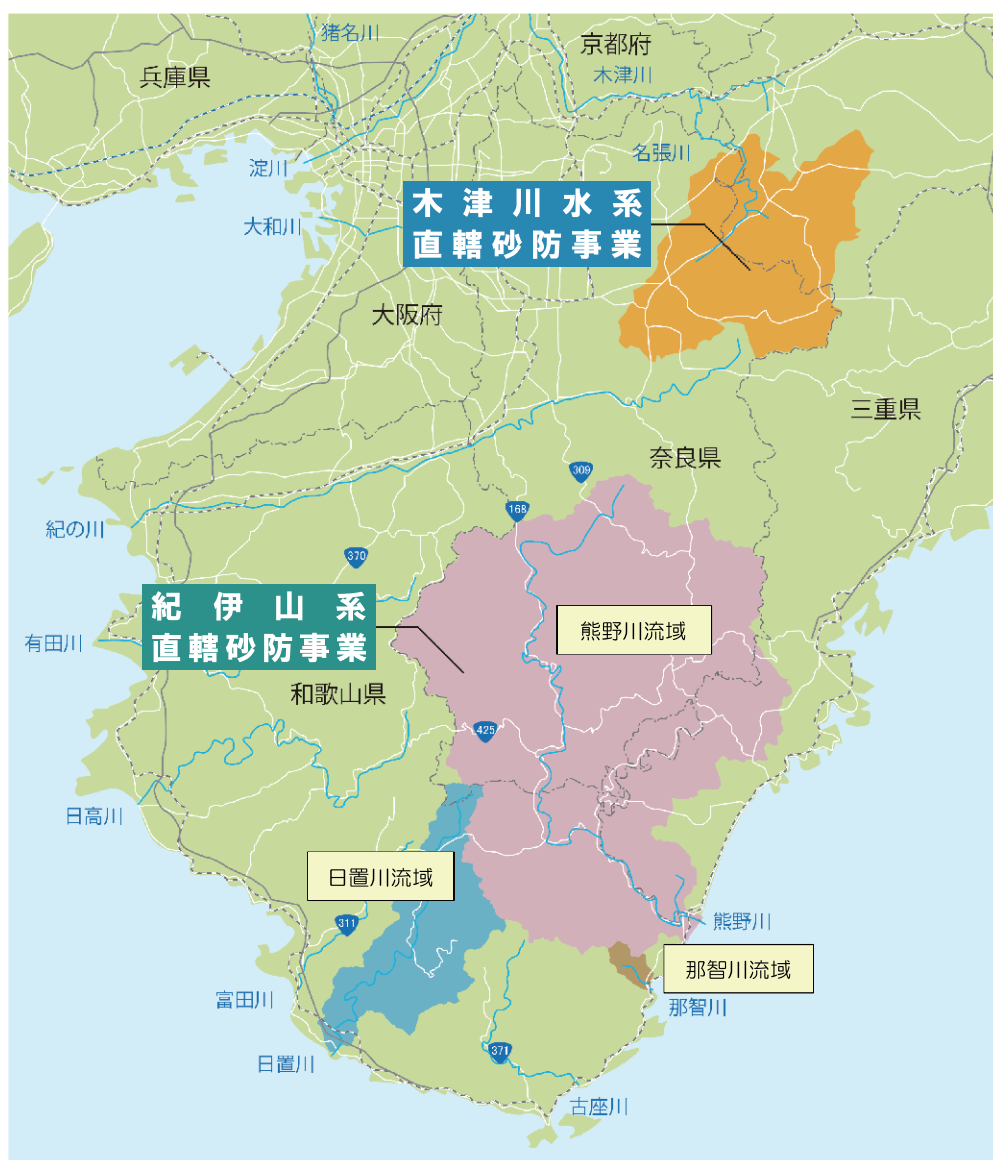 猪名川
京都府
兵庫県
木津川
淀川
名張川
木津川水系
直轄砂防事業
大和川
大阪府
三重県
奈良県
309
168
紀の川
370
紀伊山系
直轄砂防事業
熊野川流域
有田川
和歌山県
425
日高川
日置川流域
311
熊野川
那智川流域
富田川
那智川
371
日置川
古座川